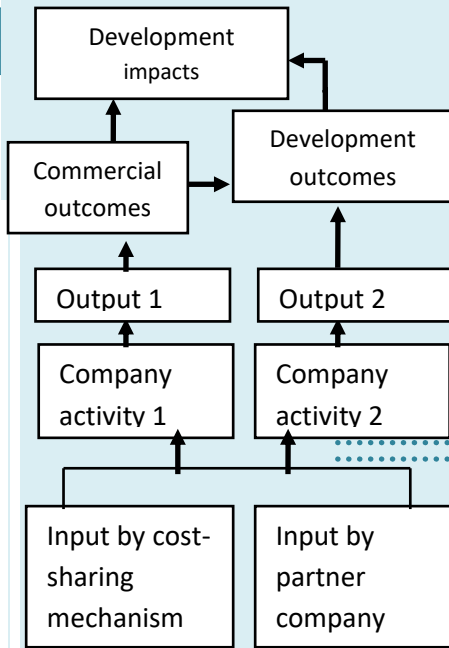 Development
impacts
Development
outcomes
Commercial
outcomes
Output 1
Output 2
Company
activity 1
Company
activity 2
Input by cost-
sharing
mechanism
Input by
partner
company